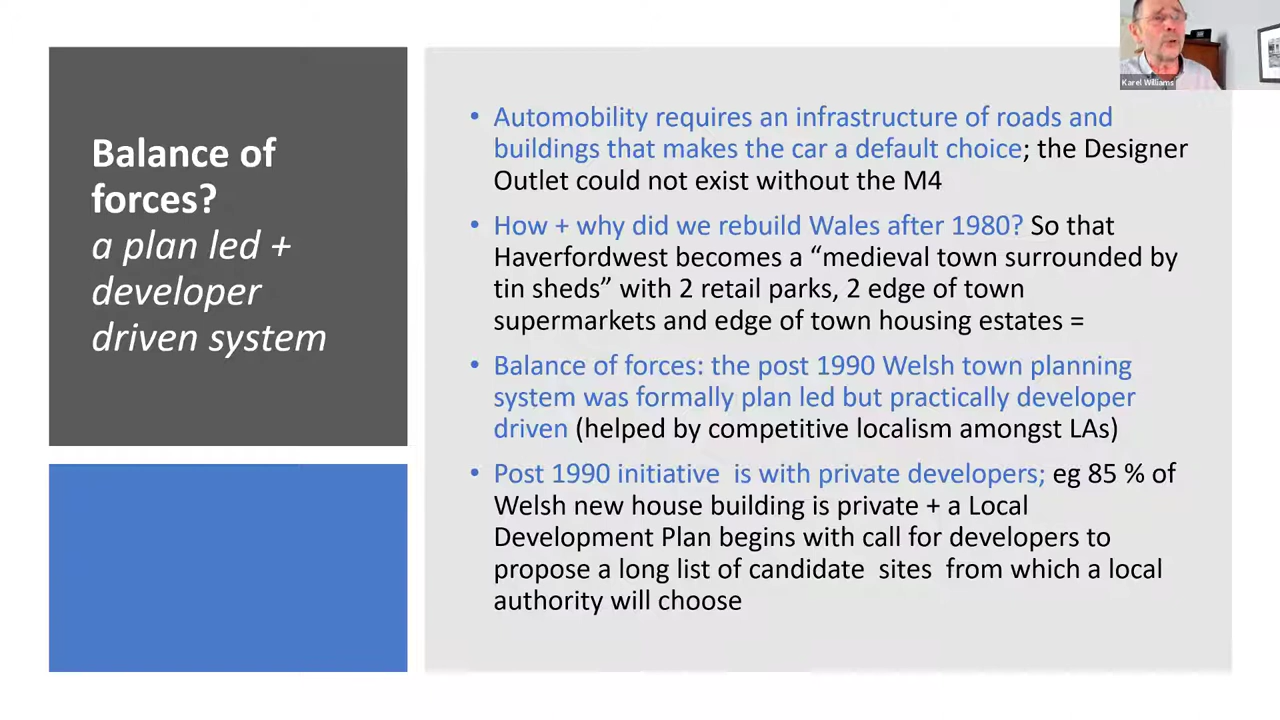 Balance of
forces?
a plan led +
developer
driven system
• Automobility requires an infrastructure of roads and
buildings that makes the car a default choice; the Designer
Outlet could not exist without the M4
• How + why did we rebuild Wales after 1980? So that
Haverfordwest becomes a “medieval town surrounded by
tin sheds” with 2 retail parks, 2 edge of town
supermarkets and edge of town housing estates =
• Balance of forces: the post 1990 Welsh town planning
system was formally plan led but practically developer
driven (helped by competitive localism amongst LAs)
• Post 1990 initiative  is with private developers; eg 85 % of
Welsh new house building is private + a Local
Development Plan begins with call for developers to
propose a long list of candidate  sites  from which a local
authority will choose
Karel Williams